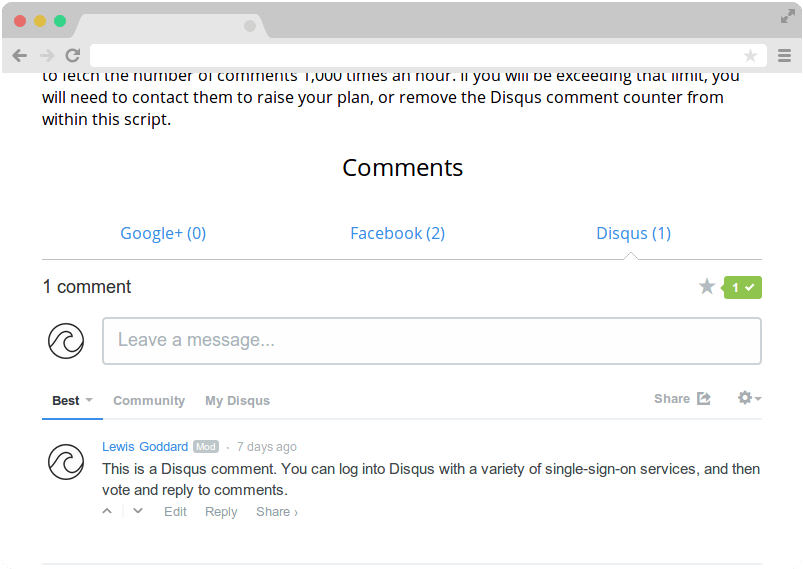 to fetch the number of comments 1,000 times an hour. If you will be exceeding that limit, you
will need to contact them to raise your plan, or remove the Disqus comment counter from
within this script.
Comments
Google+ (0)
Facebook (2)
Disqus (1)
1 comment
1
Leave a message...
Best
Community
My Disqus
Share
Lewis Goddard Mod · 7 days ago
This is a Disqus comment. You can log into Disqus with a variety of single-sign-on services, and then
vote and reply to comments.
Edit
Reply
Share ›